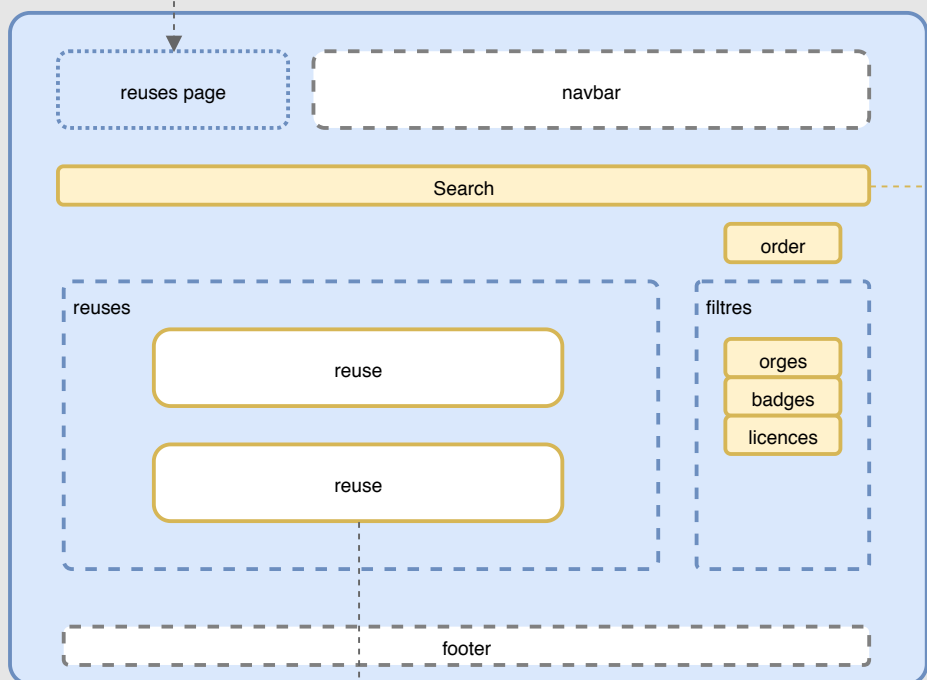 reuses page
navbar
Search
order
reuses
filtres
reuse
orges
badges
licences
reuse
footer